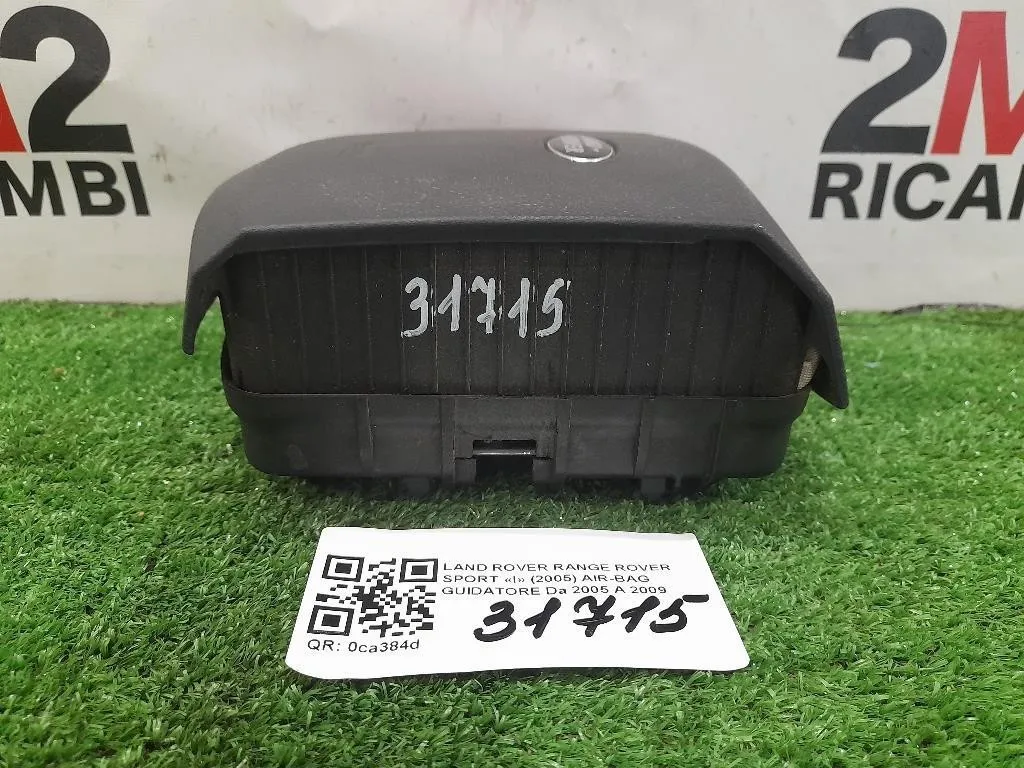 2
MBI
2M
RICAM
31715
LAND ROVER RANGE ROVER
SPORT «I» (2005) AIR-BAG
GUIDATORE Da 2005 A 2009
31715
QR: 0ca384d